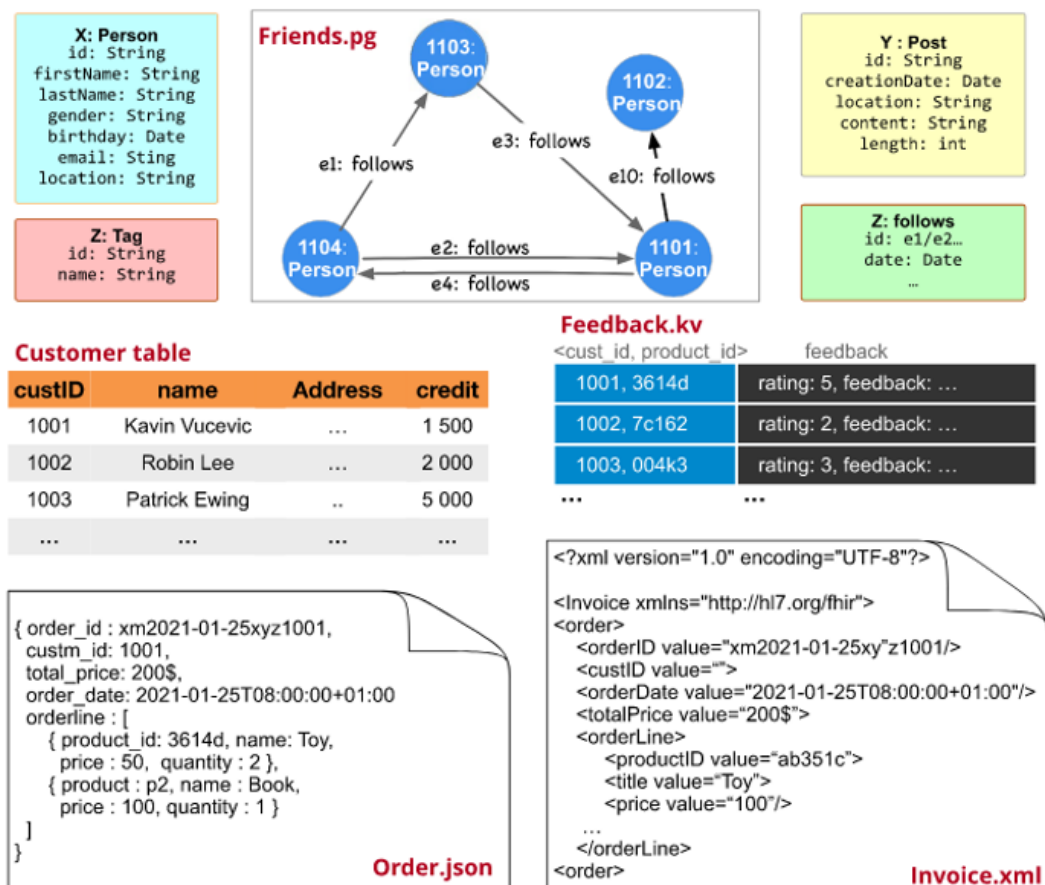 X: Person
id: String
firstName: String
lastName: String
gender: String
birthday: Date
email: Sting
location: String
Z: Tag
id: String
name: String
Friends.pg
1103:
Person
1102:
Person
e1: follows
e3: follows
e10: follows
1104:
Person
e2: follows
e4: follows
1101:
Person
Y : Post
id: String
creationDate: Date
location: String
content: String
length: int
Z: follows
id: e1/e2…
date: Date
…
Customer table
custID name Address credit
1001 Kavin Vucevic … 1 500
1002 Robin Lee … 2 000
1003 Patrick Ewing .. 5 000
… … … …
Feedback.kv
<cust_id, product_id> feedback
1001, 3614d rating: 5, feedback: …
1002, 7c162 rating: 2, feedback: …
1003, 004k3 rating: 3, feedback: …
… …
{ order_id : xm2021-01-25xyz1001,
custm_id: 1001,
total_price: 200$,
order_date: 2021-01-25T08:00:00+01:00
orderline : [
{ product_id: 3614d, name: Toy,
price : 50, quantity : 2 },
{ product : p2, name : Book,
price : 100, quantity : 1 }
]
}
Order.json
<?xml version="1.0" encoding="UTF-8"?>
<Invoice xmlns="http://hl7.org/fhir">
<order>
<orderID value="xm2021-01-25xy”z1001/>
<custID value=“”>
<orderDate value="2021-01-25T08:00:00+01:00"/>
<totalPrice value=“200$”>
<orderLine>
<productID value=“ab351c”>
<title value=“Toy”>
<price value=“100”/>
…
</orderLine>
<order>
Invoice.xml